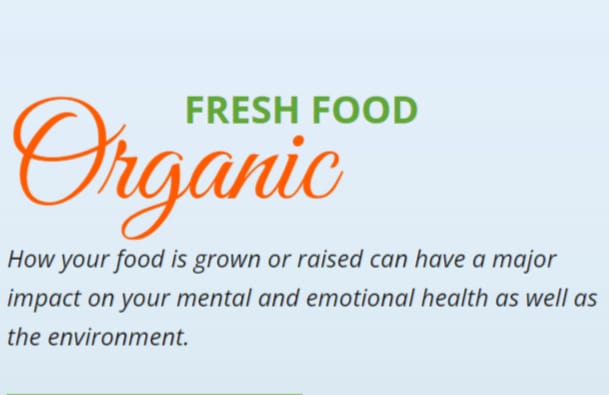 FRESH FOOD
Organic
How your food is grown or raised can have a major
impact on your mental and emotional health as well as
the environment.